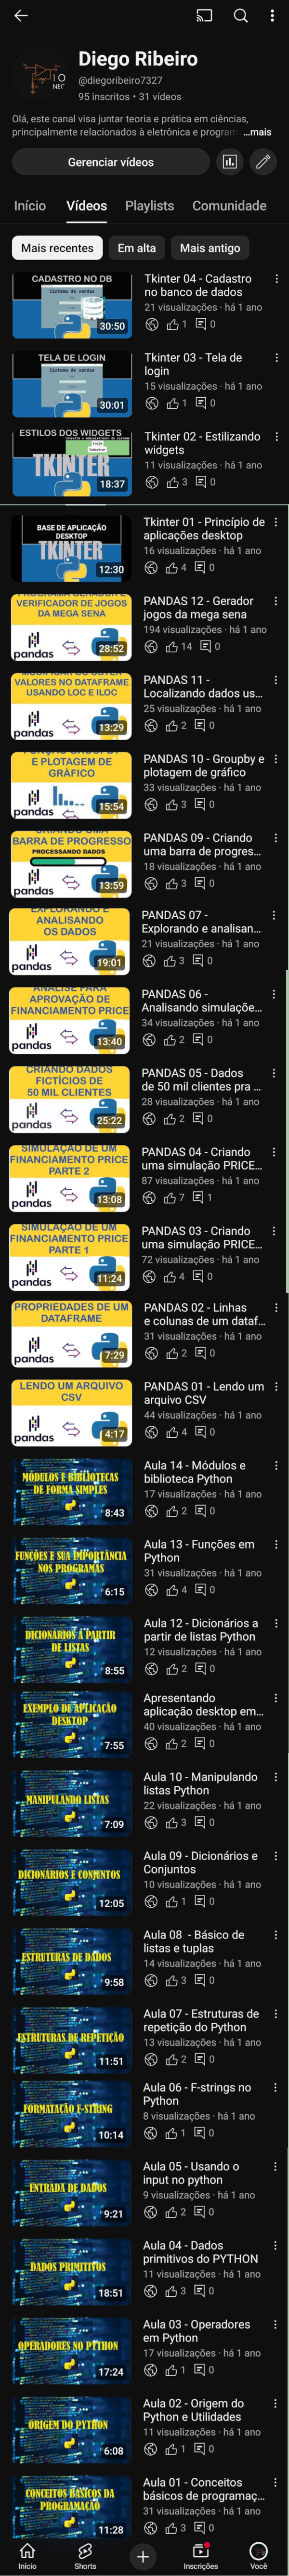 Diego Ribeiro
@diegoribeiro7327
95 inscritos • 31 vídeos
Olá, este canal visa juntar teoria e prática em ciências,
principalmente relacionados à eletrônica e program ...mais
Gerenciar vídeos
Início Vídeos Playlists Comunidade
Mais recentes Em alta Mais antigo
CADASTRO NO DB
Sistema de vendas
30:50
Tkinter 04 - Cadastro
no banco de dados
21 visualizações · há 1 ano
1 0
TELA DE LOGIN
Sistema de vendas
30:01
Tkinter 03 - Tela de
login
15 visualizações · há 1 ano
1 0
ESTILOS DOS WIDGETS
TKINTER
18:37
Tkinter 02 - Estilizando
widgets
11 visualizações · há 1 ano
3 0
BASE DE APLICAÇÃO
DESKTOP
TKINTER
12:30
Tkinter 01 - Princípio de
aplicações desktop
16 visualizações · há 1 ano
4 0
VERIFICADOR DE JOGOS
DA MEGA SENA
pandas
28:52
PANDAS 12 - Gerador
jogos da mega sena
194 visualizações · há 1 ano
14 0
VALORES NO DATAFRAME
USANDO LOC E ILOC
pandas
13:29
PANDAS 11 -
Localizando dados us...
25 visualizações · há 1 ano
2 0
E PLOTAGEM DE
GRÁFICO
pandas
15:54
PANDAS 10 - Groupby e
plotagem de gráfico
33 visualizações · há 1 ano
3 0
CRIANDO UMA
BARRA DE PROGRESSO
PROCESSANDO DADOS
pandas
13:59
PANDAS 09 - Criando
uma barra de progres...
18 visualizações · há 1 ano
3 0
EXPLORANDO E
ANALISANDO
OS DADOS
pandas
19:01
PANDAS 07 -
Explorando e analisan...
21 visualizações · há 1 ano
3 0
ANÁLISE PARA
APROVAÇÃO DE
FINANCIAMENTO PRICE
pandas
13:40
PANDAS 06 -
Analisando simulaçõe...
34 visualizações · há 1 ano
2 0
CRIANDO DADOS
FICTÍCIOS DE
50 MIL CLIENTES
pandas
25:22
PANDAS 05 - Dados
de 50 mil clientes pra ...
28 visualizações · há 1 ano
2 0
SIMULAÇÃO DE UM
FINANCIAMENTO PRICE
PARTE 2
pandas
13:08
PANDAS 04 - Criando
uma simulação PRICE...
87 visualizações · há 1 ano
7 1
SIMULAÇÃO DE UM
FINANCIAMENTO PRICE
PARTE 1
pandas
11:24
PANDAS 03 - Criando
uma simulação PRICE...
72 visualizações · há 1 ano
4 0
PROPRIEDADES DE UM
DATAFRAME
pandas
7:29
PANDAS 02 - Linhas
e colunas de um dataf...
31 visualizações · há 1 ano
2 0
LENDO UM ARQUIVO
CSV
pandas
4:17
PANDAS 01 - Lendo um
arquivo CSV
44 visualizações · há 1 ano
4 0
MÓDULOS E BIBLIOTECAS
DE FORMA SIMPLES
8:43
Aula 14 - Módulos e
biblioteca Python
17 visualizações · há 1 ano
2 0
FUNÇÕES E SUA IMPORTÂNCIA
NOS PROGRAMAS
6:15
Aula 13 - Funções em
Python
31 visualizações · há 1 ano
4 0
DICIONÁRIOS A PARTIR
DE LISTAS
8:55
Aula 12 - Dicionários a
partir de listas Python
12 visualizações · há 1 ano
2 0
EXEMPLO DE APLICAÇÃO
DESKTOP
7:55
Apresentando
aplicação desktop em...
40 visualizações · há 1 ano
2 0
MANIPULANDO LISTAS
7:09
Aula 10 - Manipulando
listas Python
22 visualizações · há 1 ano
3 0
DICIONÁRIOS E CONJUNTOS
12:05
Aula 09 - Dicionários e
Conjuntos
10 visualizações · há 1 ano
1 0
ESTRUTURAS DE DADOS
9:58
Aula 08 - Básico de
listas e tuplas
14 visualizações · há 1 ano
3 0
ESTRUTURAS DE REPETIÇÃO
11:51
Aula 07 - Estruturas de
repetição do Python
13 visualizações · há 1 ano
2 0
FORMATAÇÃO F-STRING
10:14
Aula 06 - F-strings no
Python
8 visualizações · há 1 ano
1 0
ENTRADA DE DADOS
9:21
Aula 05 - Usando o
input no python
9 visualizações · há 1 ano
2 0
DADOS PRIMITIVOS
18:51
Aula 04 - Dados
primitivos do PYTHON
11 visualizações · há 1 ano
3 0
OPERADORES NO PYTHON
17:24
Aula 03 - Operadores
em Python
17 visualizações · há 1 ano
1 0
ORIGEM DO PYTHON
6:08
Aula 02 - Origem do
Python e Utilidades
11 visualizações · há 1 ano
1 0
CONCEITOS BÁSICOS DA
PROGRAMAÇÃO
11:28
Aula 01 - Conceitos
básicos de programaç...
31 visualizações · há 1 ano
3 0
Início Shorts Inscrições Você